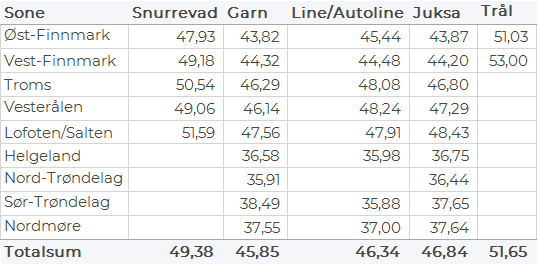 Sone Snurrevad Garn Line/Autoline Juksa Trål
Øst-Finnmark 47,93 43,82 45,44 43,87 51,03
Vest-Finnmark 49,18 44,32 44,48 44,20 53,00
Troms 50,54 46,29 48,08 46,80
Vesterålen 49,06 46,14 48,24 47,29
Lofoten/Salten 51,59 47,56 47,91 48,43
Helgeland 36,58 35,98 36,75
Nord-Trøndelag 35,91 36,44
Sør-Trøndelag 38,49 35,88 37,65
Nordmøre 37,55 37,00 37,64
Totalsum 49,38 45,85 46,34 46,84 51,65